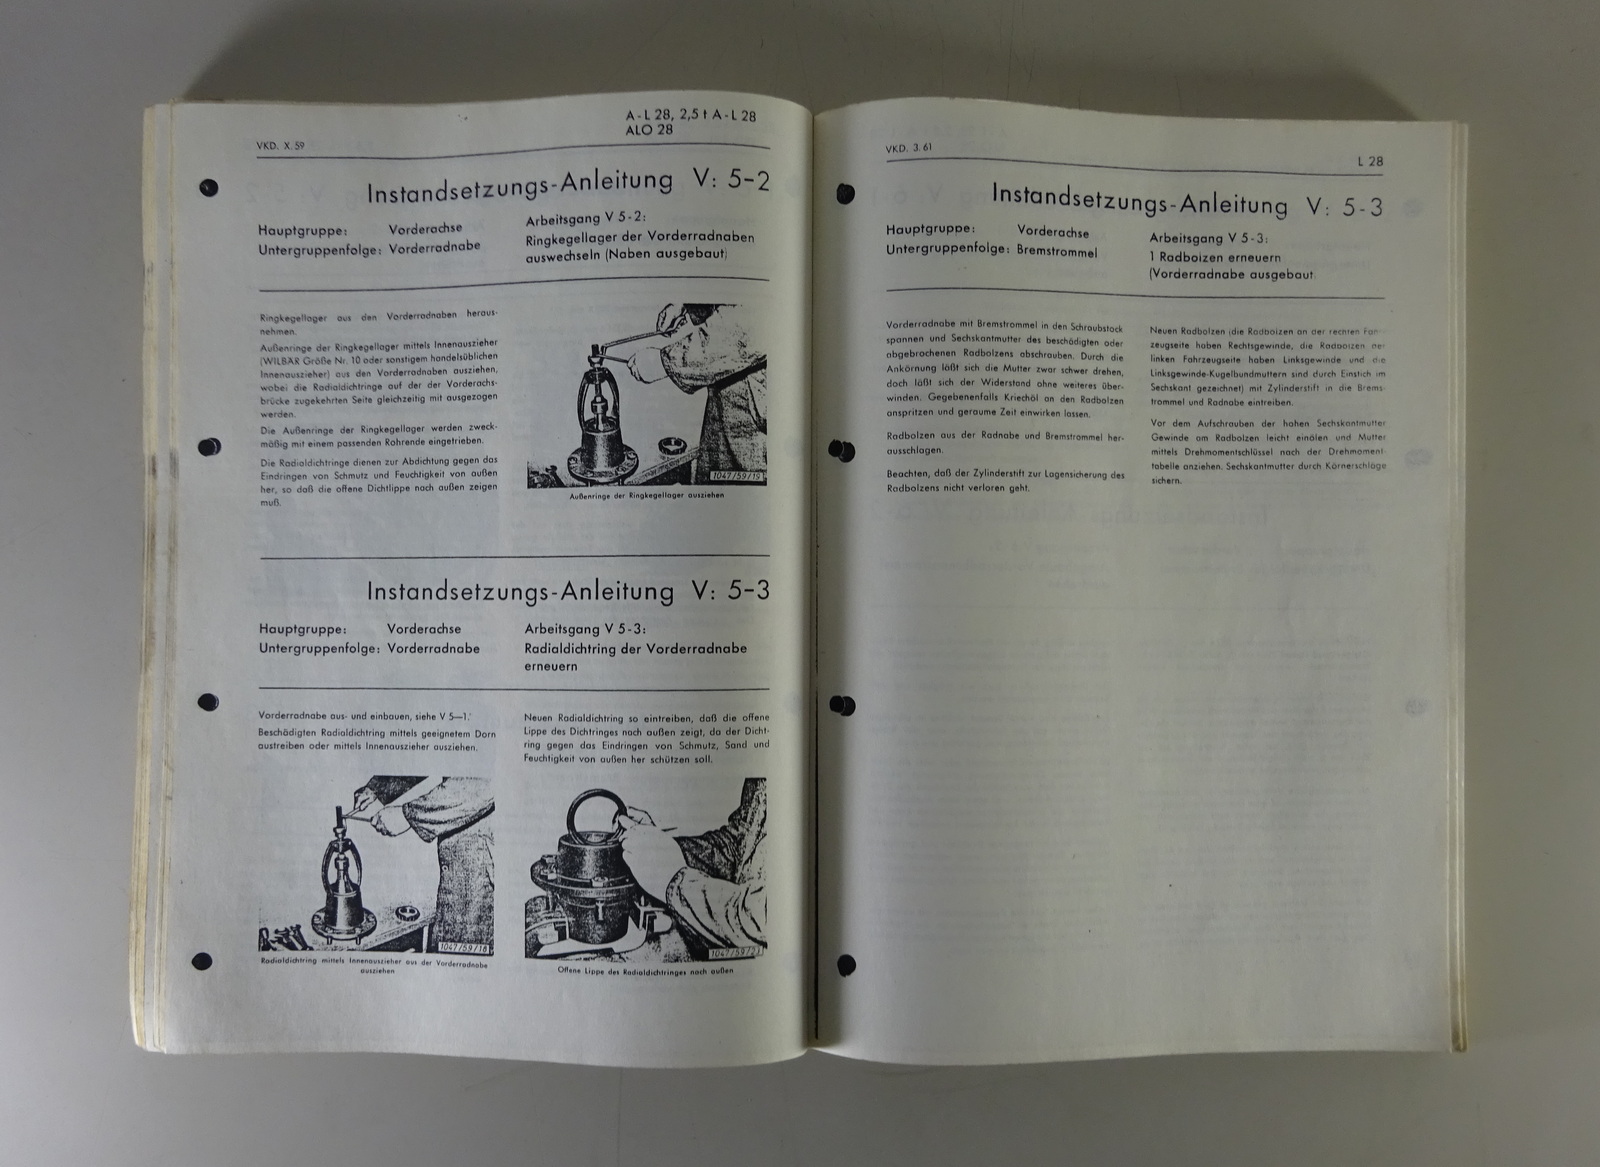 A-L 28, 2,5 t A-L 28
ALO 28
VKD. X. 59
Instandsetzungs-Anleitung V: 5-2
Hauptgruppe: Vorderachse
Untergruppenfolge: Vorderradnabe
Arbeitsgang V 5-2:
Ringkegellager der Vorderradnaben
auswechseln (Naben ausgebaut)
Ringkegellager aus den Vorderradnaben heraus-
nehmen.
Außenringe der Ringkegellager mittels Innenauszieher
(WILBÄR Größe Nr. 10 oder sonstigem handelsüblichen
Innenauszieher) aus den Vorderradnaben ausziehen,
wobei die Radialdichtringe auf der der Vorderachs-
brücke zugekehrten Seite gleichzeitig mit ausgezogen
werden.
Die Außenringe der Ringkegellager werden zweck-
mäßig mit einem passenden Rohrende eingetrieben.
Die Radialdichtringe dienen zur Abdichtung gegen das
Eindringen von Schmutz und Feuchtigkeit von außen
her, so daß die offene Dichtlippe nach außen zeigen
muß.
1047/59/19
Außenringe der Ringkegellager ausziehen
Instandsetzungs-Anleitung V: 5-3
Hauptgruppe: Vorderachse
Untergruppenfolge: Vorderradnabe
Arbeitsgang V 5-3:
Radialdichtring der Vorderradnabe
erneuern
Vorderradnabe aus- und einbauen, siehe V 5—1.
Beschädigten Radialdichtring mittels geeignetem Dorn
austreiben oder mittels Innenauszieher ausziehen.
1047/59/18
Radialdichtring mittels Innenauszieher aus der Vorderradnabe
ausziehen
Neuen Radialdichtring so eintreiben, daß die offene
Lippe des Dichtringes nach außen zeigt, da der Dicht-
ring gegen das Eindringen von Schmutz, Sand und
Feuchtigkeit von außen her schützen soll.
Offene Lippe des Radialdichtringes nach außen
VKD. 3. 61
L 28
Instandsetzungs-Anleitung V: 5-3
Hauptgruppe: Vorderachse
Untergruppenfolge: Bremstrommel
Arbeitsgang V 5-3:
1 Radbolzen erneuern
(Vorderradnabe ausgebaut
Vorderradnabe mit Bremstrommel in den Schraubstock
spannen und Sechskantmutter des beschädigten oder
abgebrochenen Radbolzens abschrauben. Durch die
Ankörnung läßt sich die Mutter zwar schwer drehen,
doch läßt sich der Widerstand ohne weiteres über-
winden. Gegebenenfalls Kriechöl an den Radbolzen
anspritzen und geraume Zeit einwirken lassen.
Radbolzen aus der Radnabe und Bremstrommel her-
ausschlagen.
Beachten, daß der Zylinderstift zur Lagensicherung des
Radbolzens nicht verloren geht.
Neuen Radbolzen (die Radbolzen an der rechten Fahr-
zeugseite haben Rechtsgewinde, die Radbolzen der
linken Fahrzeugseite haben Linksgewinde und die
Linksgewinde-Kugelbundmuttern sind durch Einstich im
Sechskant gezeichnet) mit Zylinderstift in die Brems-
trommel und Radnabe eintreiben.
Vor dem Aufschrauben der hohen Sechskantmutter
Gewinde am Radbolzen leicht einölen und Mutter
mittels Drehmomentschlüssel nach der Drehmoment-
tabelle anziehen. Sechskantmutter durch Körnerschläge
sichern.